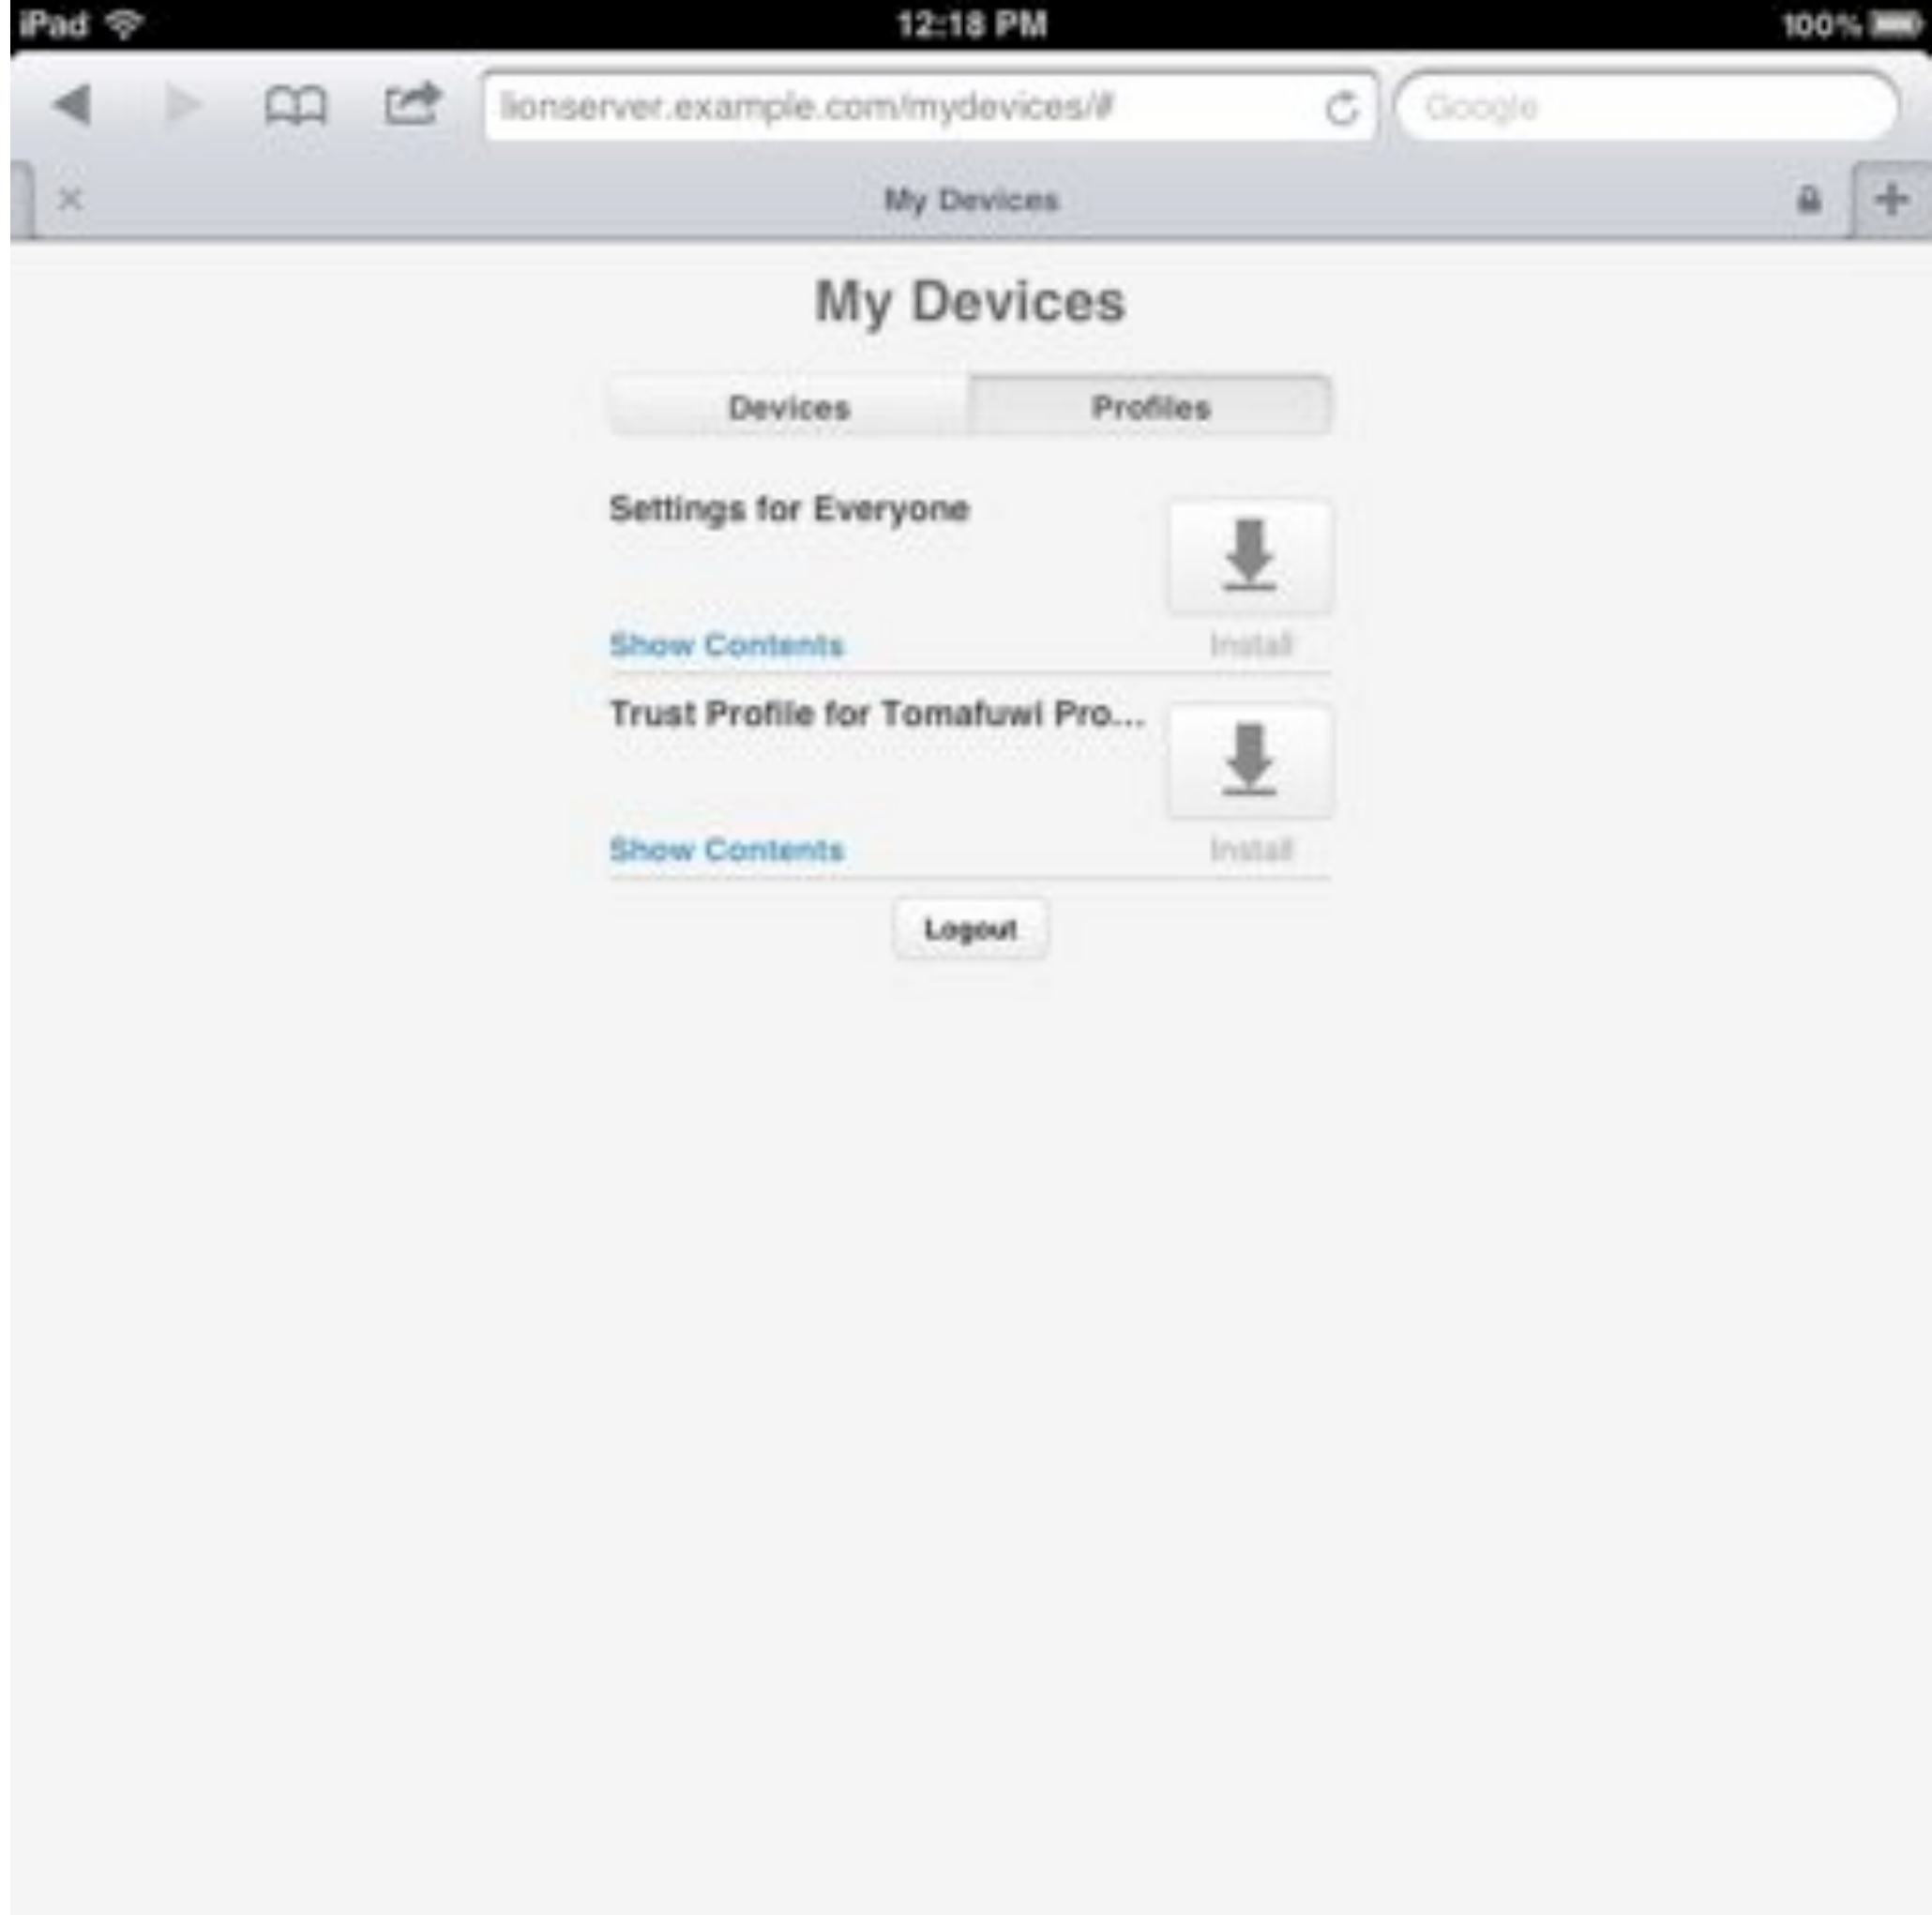 iPad 12:18 PM 100%
lionserver.example.com/mydevices/# Google
My Devices
My Devices
Devices Profiles
Settings for Everyone
Show Contents Install
Trust Profile for Tomafuwi Pro...
Show Contents Install
Logout